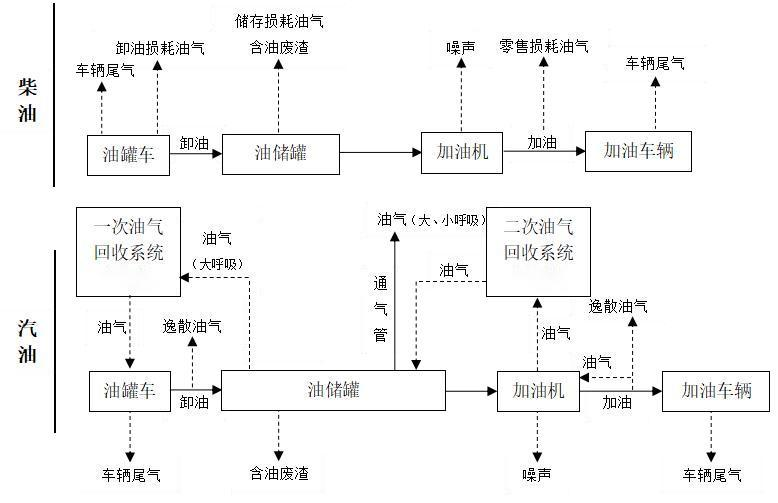 储存损耗油气
卸油损耗油气
含油废渣
噪声
零售损耗油气
车辆尾气
车辆尾气
柴油
油罐车
卸油
油储罐
加油机
加油
加油车辆
一次油气
回收系统
油气
(大呼吸)
油气(大、小呼吸)
二次油气
回收系统
油气
通气管
汽油
油气
逸散油气
油气
逸散油气
油气
油罐车
卸油
油储罐
加油机
加油
加油车辆
车辆尾气
含油废渣
噪声
车辆尾气